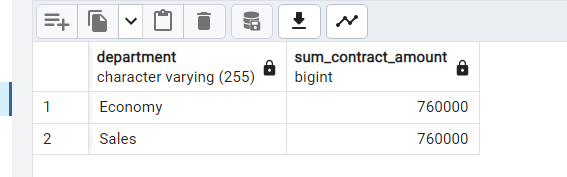 department sum_contract_amount
character varying (255) bigint
1 Economy 760000
2 Sales 760000